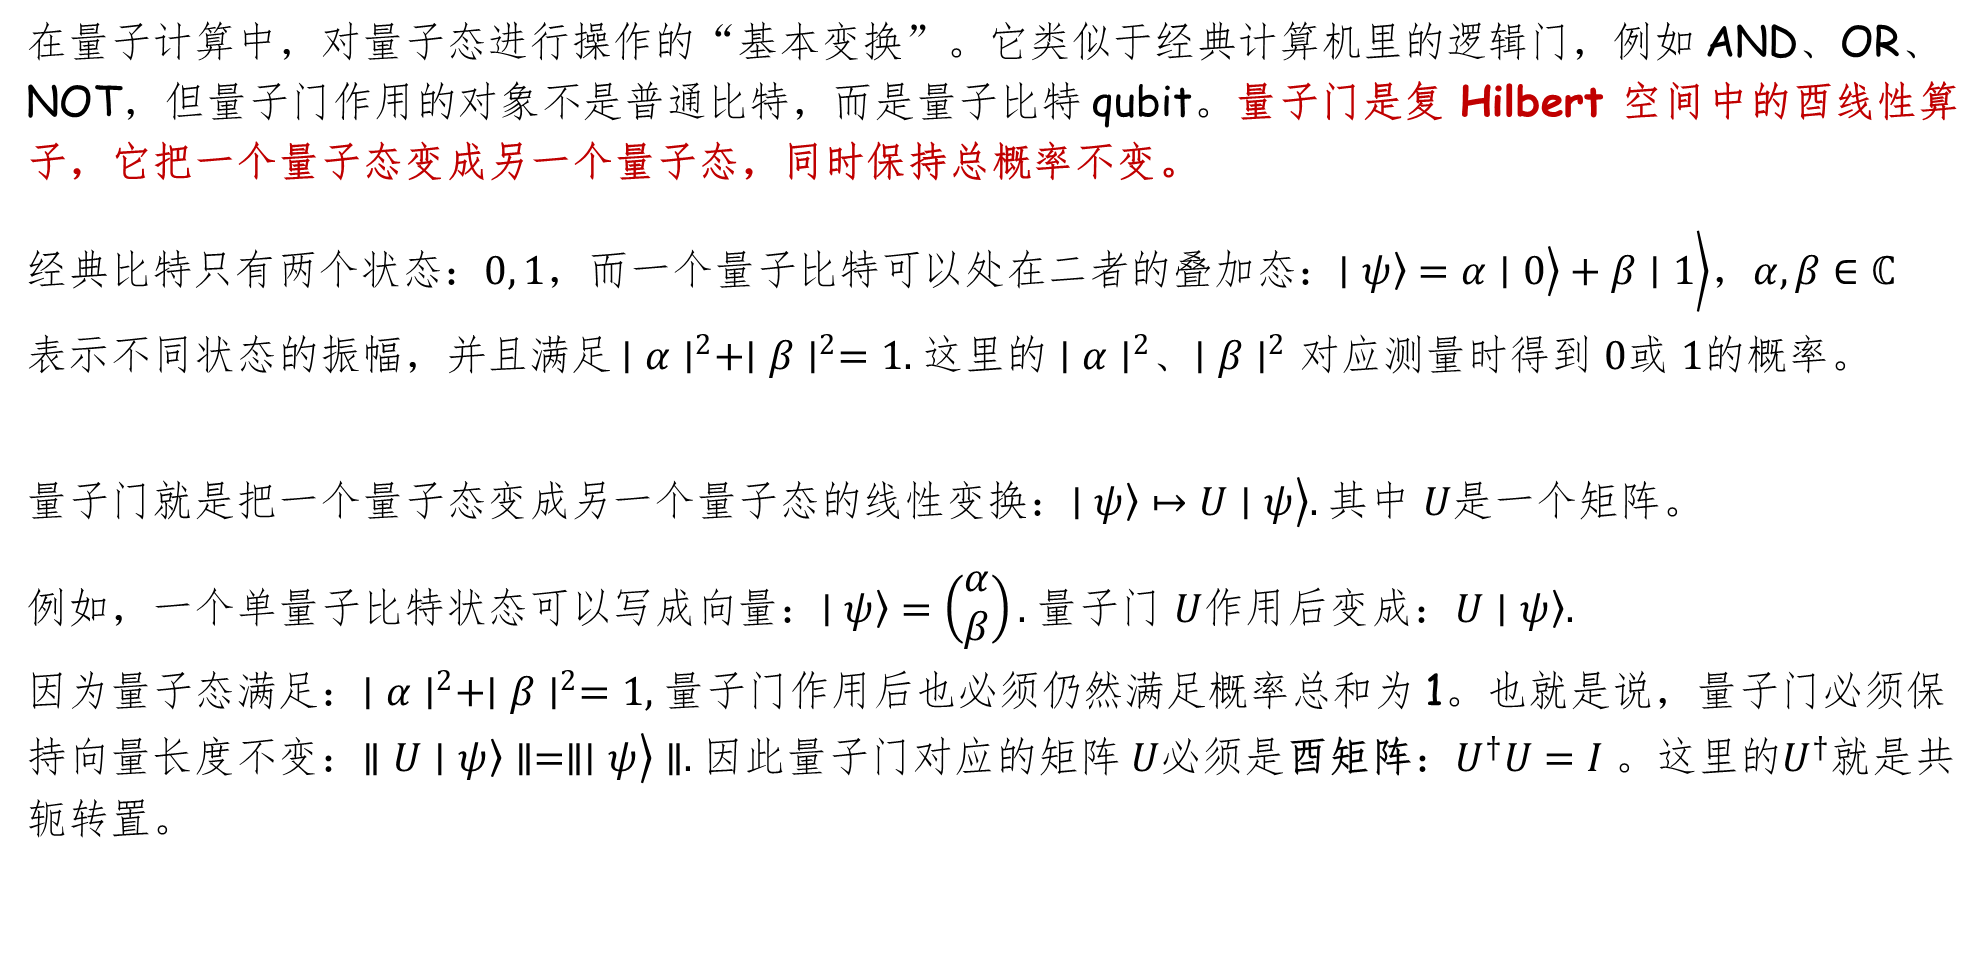 在量子计算中，对量子态进行操作的“基本变换”。它类似于经典计算机里的逻辑门，例如 AND、OR、
NOT，但量子门作用的对象不是普通比特，而是量子比特 qubit。量子门是复 Hilbert 空间中的酉线性算
子，它把一个量子态变成另一个量子态，同时保持总概率不变。
经典比特只有两个状态：0,1，而一个量子比特可以处在二者的叠加态：∣ψ⟩ = α∣0⟩ + β∣1⟩，α,β ∈ ℂ
表示不同状态的振幅，并且满足∣α∣²+∣β∣²= 1. 这里的∣α∣²、∣β∣² 对应测量时得到 0或 1的概率。
量子门就是把一个量子态变成另一个量子态的线性变换：∣ψ⟩ ↦ U∣ψ⟩. 其中 U是一个矩阵。
例如，一个单量子比特状态可以写成向量：∣ψ⟩ = (α β). 量子门 U作用后变成：U∣ψ⟩.
因为量子态满足：∣α∣²+∣β∣²= 1, 量子门作用后也必须仍然满足概率总和为 1。也就是说，量子门必须保
持向量长度不变：∥U∣ψ⟩∥=∥∣ψ⟩∥. 因此量子门对应的矩阵 U必须是酉矩阵：U†U = I 。这里的U†就是共
轭转置。